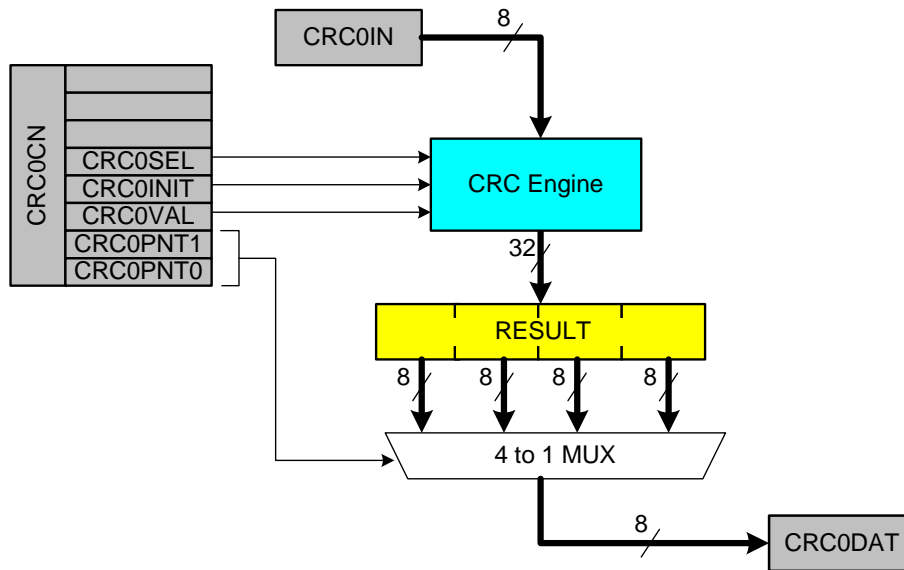 8
CRC0IN
CRC0CN
CRC0SEL
CRC0INIT
CRC0VAL
CRC0PNT1
CRC0PNT0
CRC Engine
32
RESULT
8
8
8
8
4 to 1 MUX
8
CRC0DAT